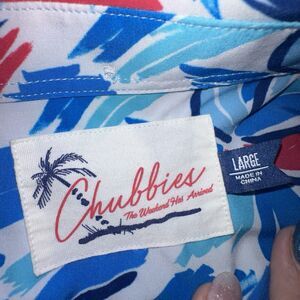 Chubbies
The Weekend Has Arrived
LARGE
MADE IN
CHINA